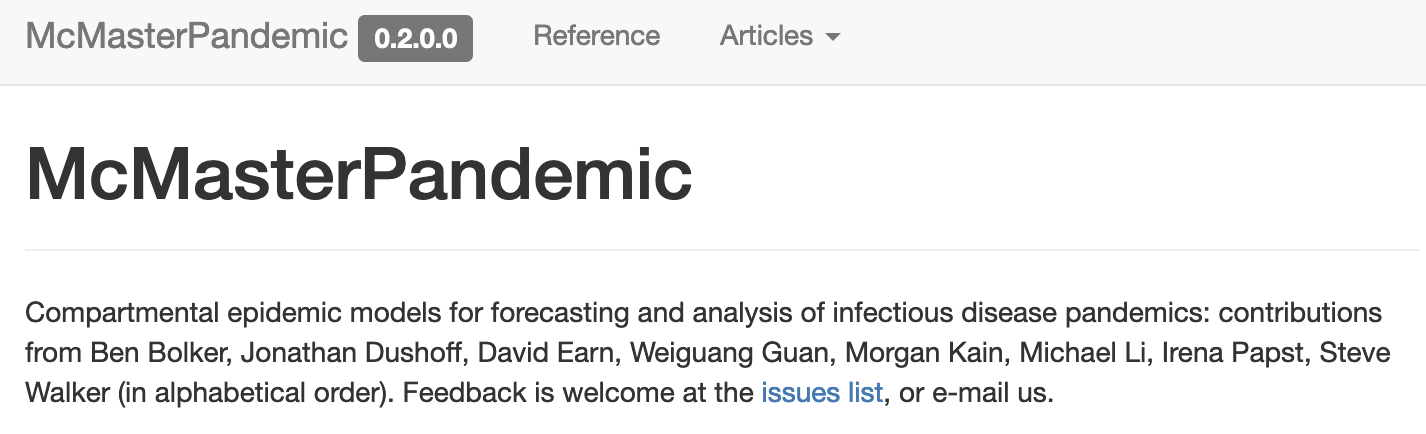 McMasterPandemic 0.2.0.0 Reference Articles
McMasterPandemic
Compartmental epidemic models for forecasting and analysis of infectious disease pandemics: contributions
from Ben Bolker, Jonathan Dushoff, David Earn, Weiguang Guan, Morgan Kain, Michael Li, Irena Papst, Steve
Walker (in alphabetical order). Feedback is welcome at the issues list, or e-mail us.